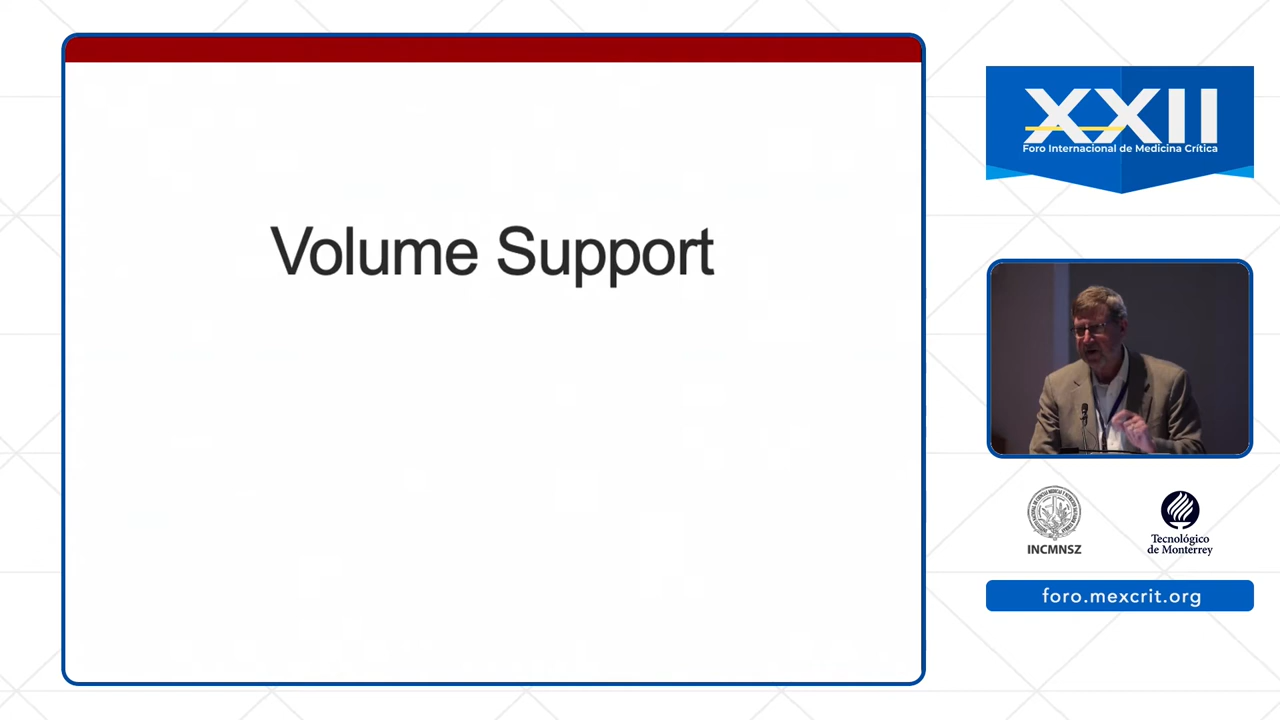 Volume Support
XXII
Foro Internacional de Medicina Crítica
INCMNSZ
Tecnológico
de Monterrey
foro.mexcrit.org